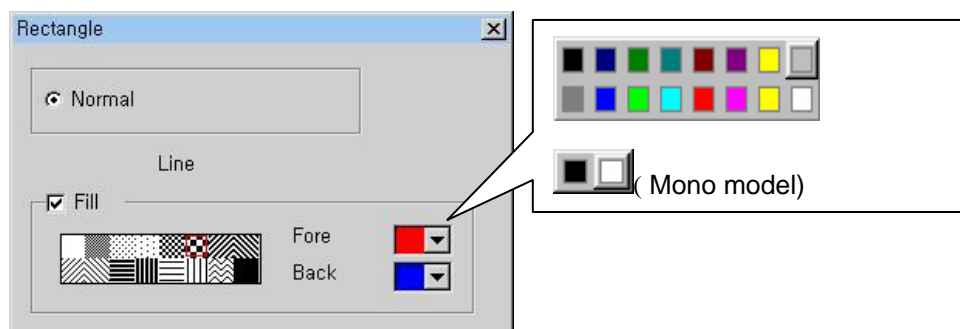 Rectangle
Normal
Line
Fill
Fore
Back
( Mono model)